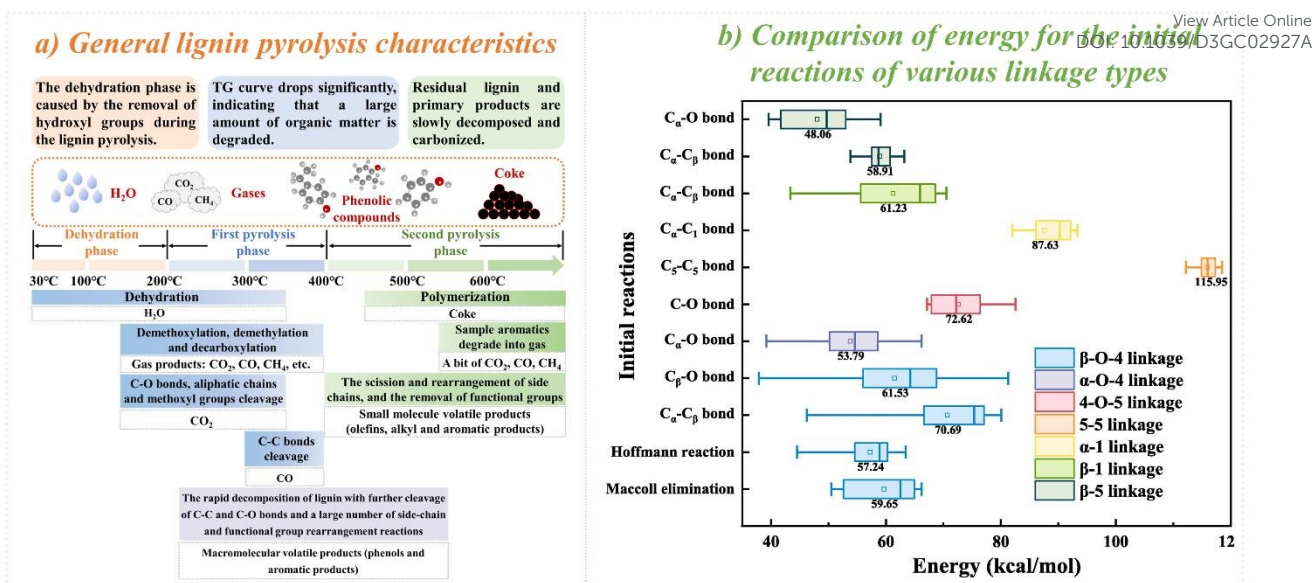 View Article Online
DOI: 10.1039/D3GC02927A
a) General lignin pyrolysis characteristics
The dehydration phase is
caused by the removal of
hydroxyl groups during
the lignin pyrolysis.
TG curve drops significantly,
indicating that a large
amount of organic matter is
degraded.
Residual lignin and
primary products are
slowly decomposed and
carbonized.
H₂O
CO₂
CO
CH₄
Gases
Phenolic
compounds
Coke
Dehydration
phase
First pyrolysis
phase
Second pyrolysis
phase
30°C 100°C 200°C 300°C 400°C 500°C 600°C
Dehydration
H₂O
Polymerization
Coke
Demethoxylation, demethylation
and decarboxylation
Gas products: CO₂, CO, CH₄, etc.
Sample aromatics
degrade into gas
A bit of CO₂, CO, CH₄
C-O bonds, aliphatic chains
and methoxyl groups cleavage
CO₂
The scission and rearrangement of side
chains, and the removal of functional groups
Small molecule volatile products
(olefins, alkyl and aromatic products)
C-C bonds
cleavage
CO
The rapid decomposition of lignin with further cleavage
of C-C and C-O bonds and a large number of side-chain
and functional group rearrangement reactions
Macromolecular volatile products (phenols and
aromatic products)
b) Comparison of energy for the initial
reactions of various linkage types
Initial reactions
Cα-O bond
48.06
Cα-Cβ bond
58.91
Cα-Cβ bond
61.23
Cα-C₁ bond
87.63
C₅-C₅ bond
115.95
C-O bond
72.62
Cα-O bond
53.79
Cβ-O bond
61.53
Cα-Cβ bond
70.69
Hoffmann reaction
57.24
Maccoll elimination
59.65
β-O-4 linkage
α-O-4 linkage
4-O-5 linkage
5-5 linkage
α-1 linkage
β-1 linkage
β-5 linkage
40 60 80 100 12
Energy (kcal/mol)